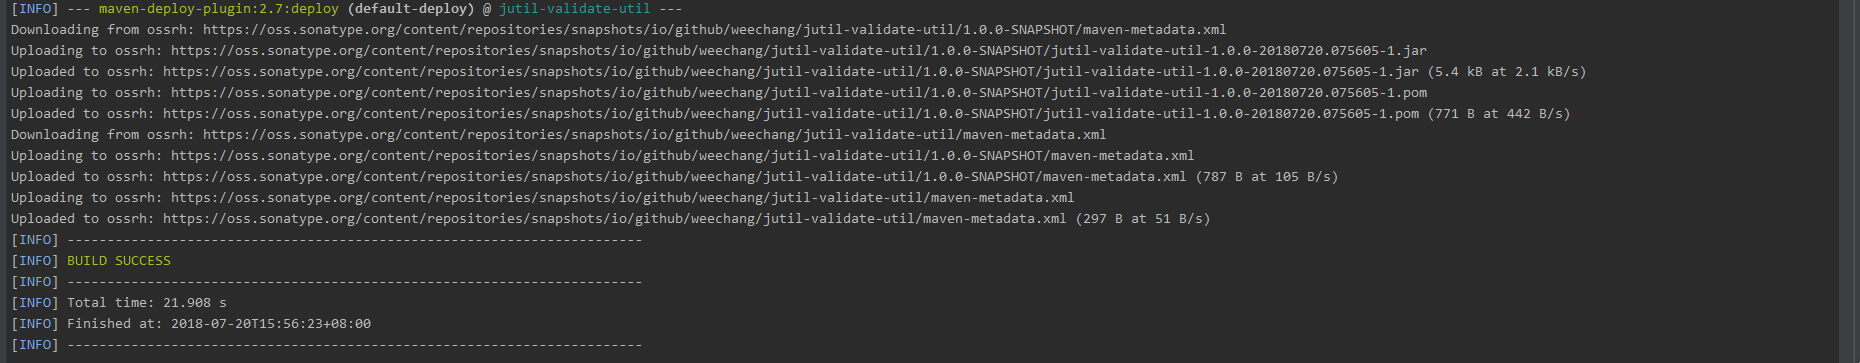 [INFO] --- maven-deploy-plugin:2.7:deploy (default-deploy) @ jutil-validate-util ---
Downloading from ossrh: https://oss.sonatype.org/content/repositories/snapshots/io/github/weechang/jutil-validate-util/1.0.0-SNAPSHOT/maven-metadata.xml
Uploading to ossrh: https://oss.sonatype.org/content/repositories/snapshots/io/github/weechang/jutil-validate-util/1.0.0-SNAPSHOT/jutil-validate-util-1.0.0-20180720.075605-1.jar
Uploaded to ossrh: https://oss.sonatype.org/content/repositories/snapshots/io/github/weechang/jutil-validate-util/1.0.0-SNAPSHOT/jutil-validate-util-1.0.0-20180720.075605-1.jar (5.4 kB at 2.1 kB/s)
Uploading to ossrh: https://oss.sonatype.org/content/repositories/snapshots/io/github/weechang/jutil-validate-util/1.0.0-SNAPSHOT/jutil-validate-util-1.0.0-20180720.075605-1.pom
Uploaded to ossrh: https://oss.sonatype.org/content/repositories/snapshots/io/github/weechang/jutil-validate-util/1.0.0-SNAPSHOT/jutil-validate-util-1.0.0-20180720.075605-1.pom (771 B at 442 B/s)
Downloading from ossrh: https://oss.sonatype.org/content/repositories/snapshots/io/github/weechang/jutil-validate-util/maven-metadata.xml
Uploading to ossrh: https://oss.sonatype.org/content/repositories/snapshots/io/github/weechang/jutil-validate-util/1.0.0-SNAPSHOT/maven-metadata.xml
Uploaded to ossrh: https://oss.sonatype.org/content/repositories/snapshots/io/github/weechang/jutil-validate-util/1.0.0-SNAPSHOT/maven-metadata.xml (787 B at 105 B/s)
Uploading to ossrh: https://oss.sonatype.org/content/repositories/snapshots/io/github/weechang/jutil-validate-util/maven-metadata.xml
Uploaded to ossrh: https://oss.sonatype.org/content/repositories/snapshots/io/github/weechang/jutil-validate-util/maven-metadata.xml (297 B at 51 B/s)
[INFO] ------------------------------------------------------------------------
[INFO] BUILD SUCCESS
[INFO] ------------------------------------------------------------------------
[INFO] Total time: 21.908 s
[INFO] Finished at: 2018-07-20T15:56:23+08:00
[INFO] ------------------------------------------------------------------------